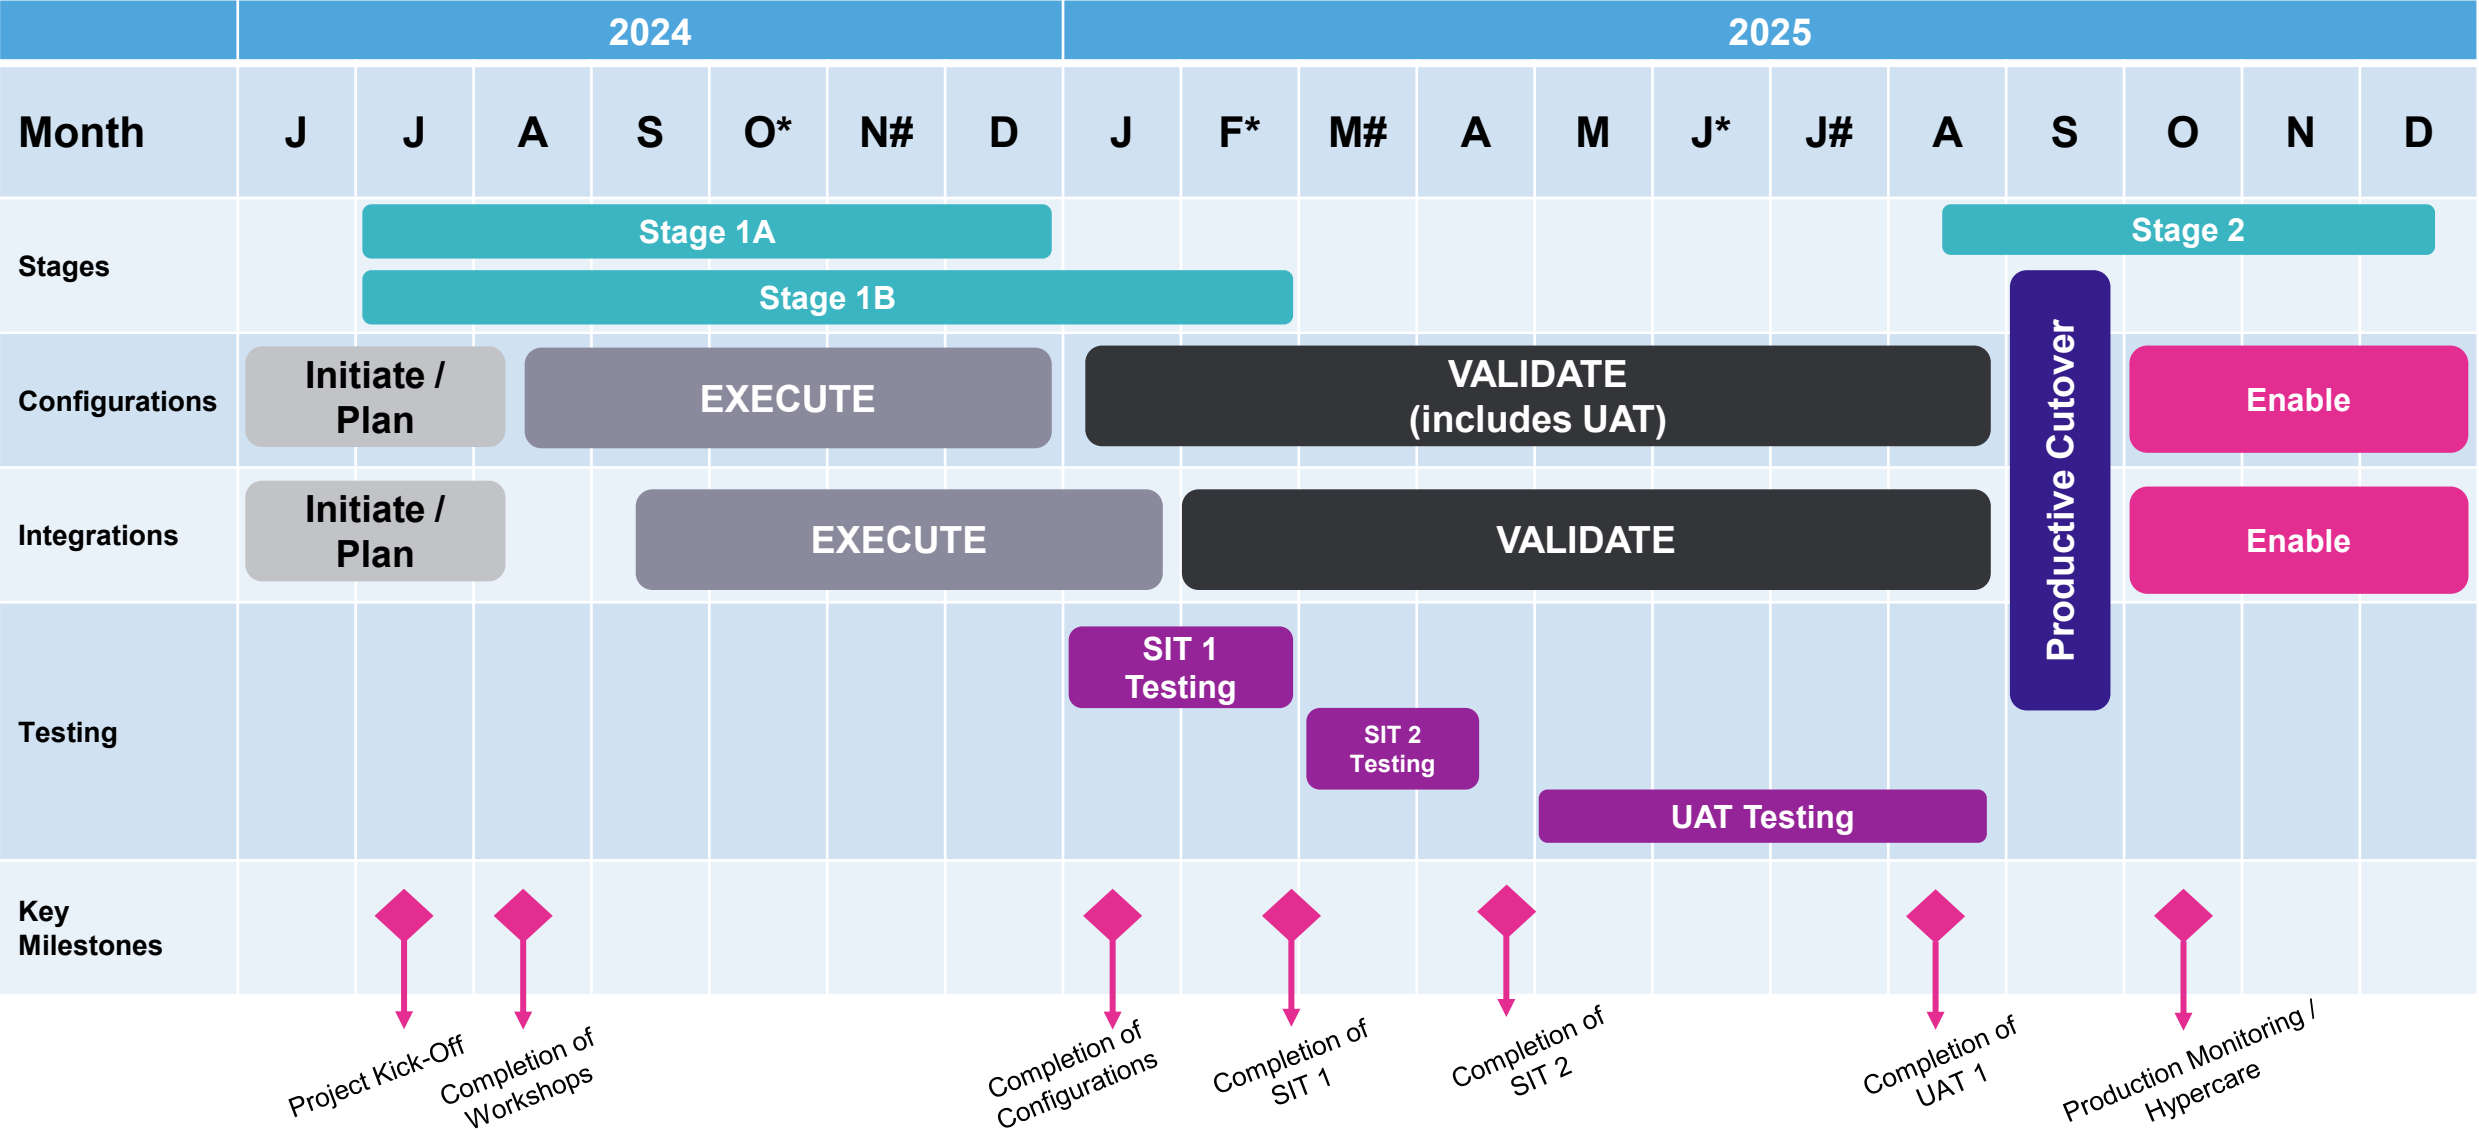 2024 2025
Month J J A S O* N# D J F* M# A M J* J# A S O N D
Stages
Stage 1A
Stage 2
Stage 1B
Productive Cutover
Configurations
Initiate /
Plan
EXECUTE
VALIDATE
(includes UAT)
Enable
Integrations
Initiate /
Plan
EXECUTE
VALIDATE
Enable
Testing
SIT 1
Testing
SIT 2
Testing
UAT Testing
Key
Milestones
Project Kick-Off
Completion of
Workshops
Completion of
Configurations
Completion of
SIT 1
Completion of
SIT 2
Completion of
UAT 1
Production Monitoring /
Hypercare